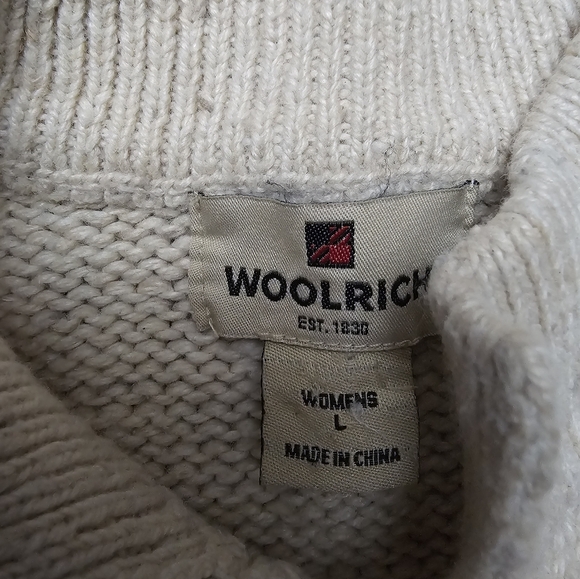 WOOLRICH
EST. 1830
WOMENS
L
MADE IN CHINA